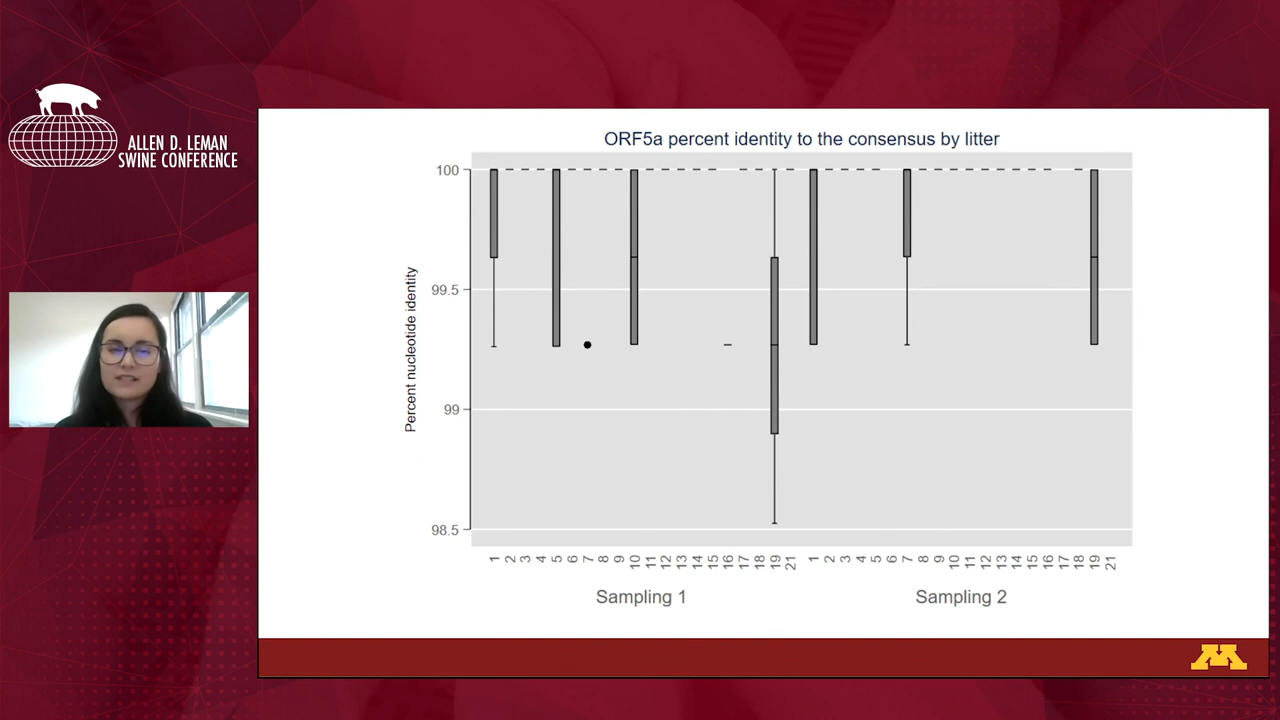 ALLEN D. LEMAN
SWINE CONFERENCE
ORF5a percent identity to the consensus by litter
Percent nucleotide identity
100
99.5
99
98.5
1 2 3 4 5 6 7 8 9 10 11 12 13 14 15 16 17 18 19 21 1 2 3 4 5 6 7 8 9 10 11 12 13 14 15 16 17 18 19 21
Sampling 1 Sampling 2
M